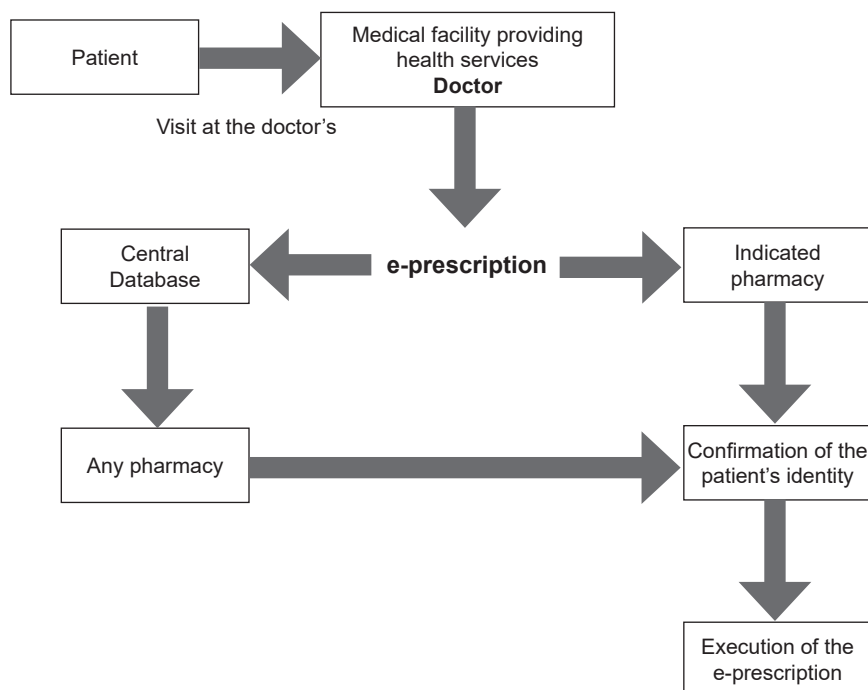 Patient
Medical facility providing
health services
Doctor
Visit at the doctor’s
Central
Database
e-prescription
Indicated
pharmacy
Any pharmacy
Confirmation of the
patient’s identity
Execution of the
e-prescription